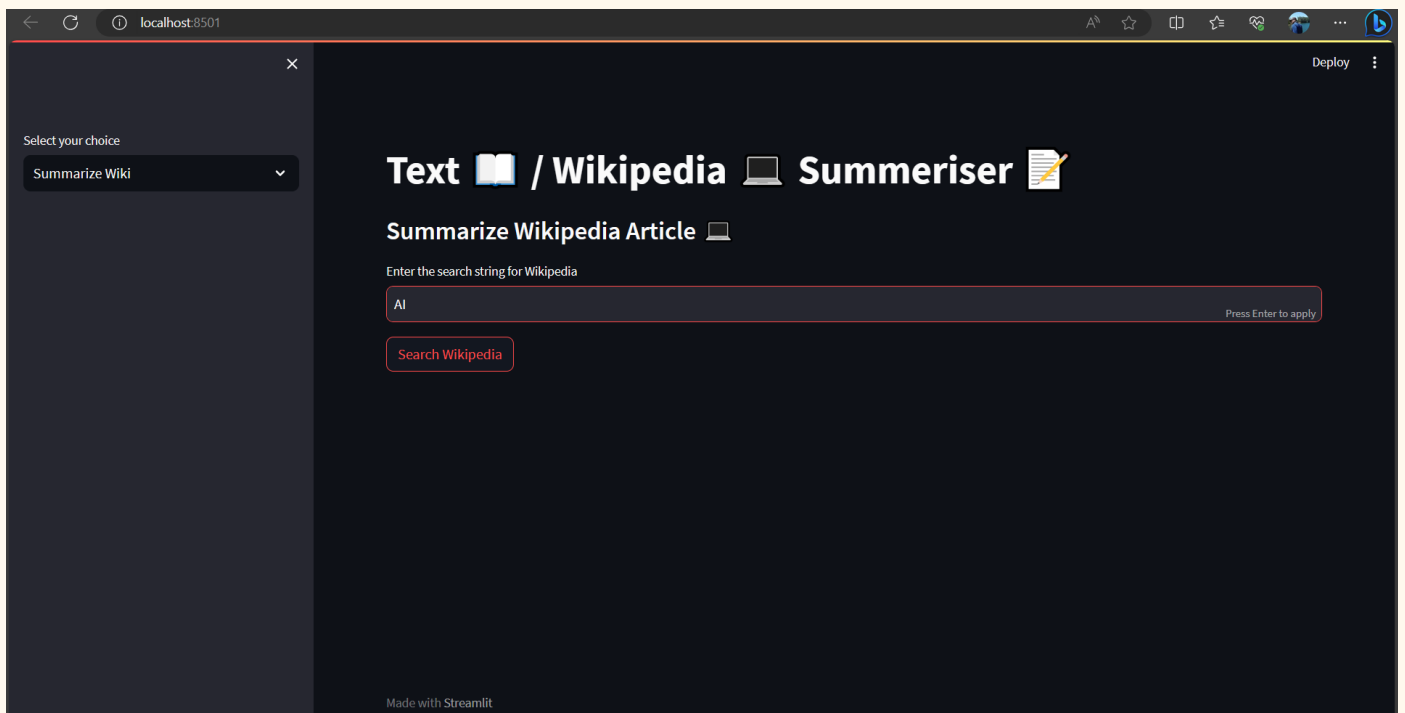 localhost:8501
Deploy
Select your choice
Summarize Wiki
Text 📖 / Wikipedia 💻 Summeriser 📝
Summarize Wikipedia Article 💻
Enter the search string for Wikipedia
AI
Press Enter to apply
Search Wikipedia
Made with Streamlit